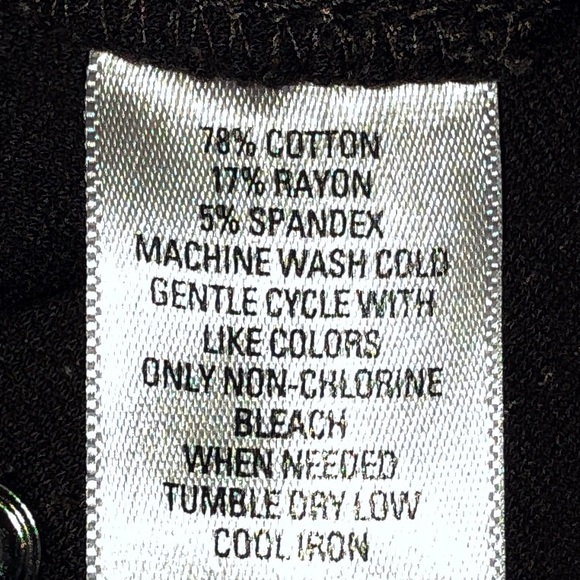 78% COTTON
17% RAYON
5% SPANDEX
MACHINE WASH COLD
GENTLE CYCLE WITH
LIKE COLORS
ONLY NON-CHLORINE
BLEACH
WHEN NEEDED
TUMBLE DRY LOW
COOL IRON